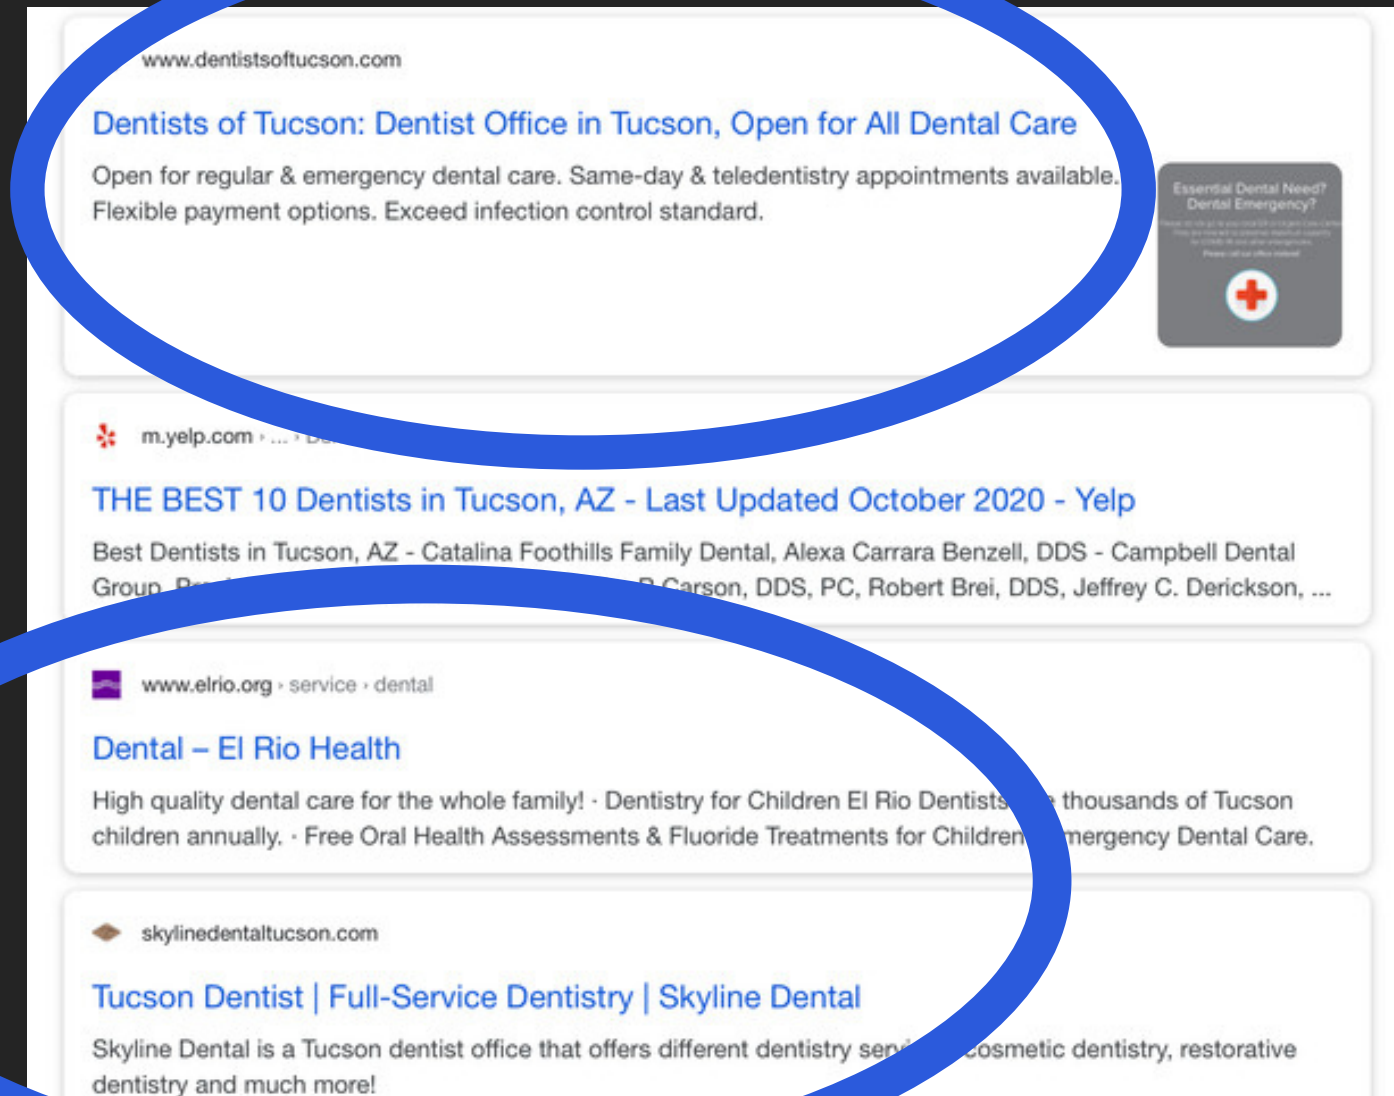 www.dentistsoftucson.com
Dentists of Tucson: Dentist Office in Tucson, Open for All Dental Care
Open for regular & emergency dental care. Same-day & teledentistry appointments available.
Flexible payment options. Exceed infection control standard.
Essential Dental Need?
Dental Emergency?
Please call our office instead!
m.yelp.com › ... ›
THE BEST 10 Dentists in Tucson, AZ - Last Updated October 2020 - Yelp
Best Dentists in Tucson, AZ - Catalina Foothills Family Dental, Alexa Carrara Benzell, DDS - Campbell Dental
Group, Carson, DDS, PC, Robert Brei, DDS, Jeffrey C. Derickson, ...
www.elrio.org › service › dental
Dental – El Rio Health
High quality dental care for the whole family! · Dentistry for Children El Rio Dentists thousands of Tucson
children annually. · Free Oral Health Assessments & Fluoride Treatments for Children mergency Dental Care.
skylinedentaltucson.com
Tucson Dentist | Full-Service Dentistry | Skyline Dental
Skyline Dental is a Tucson dentist office that offers different dentistry cosmetic dentistry, restorative
dentistry and much more!